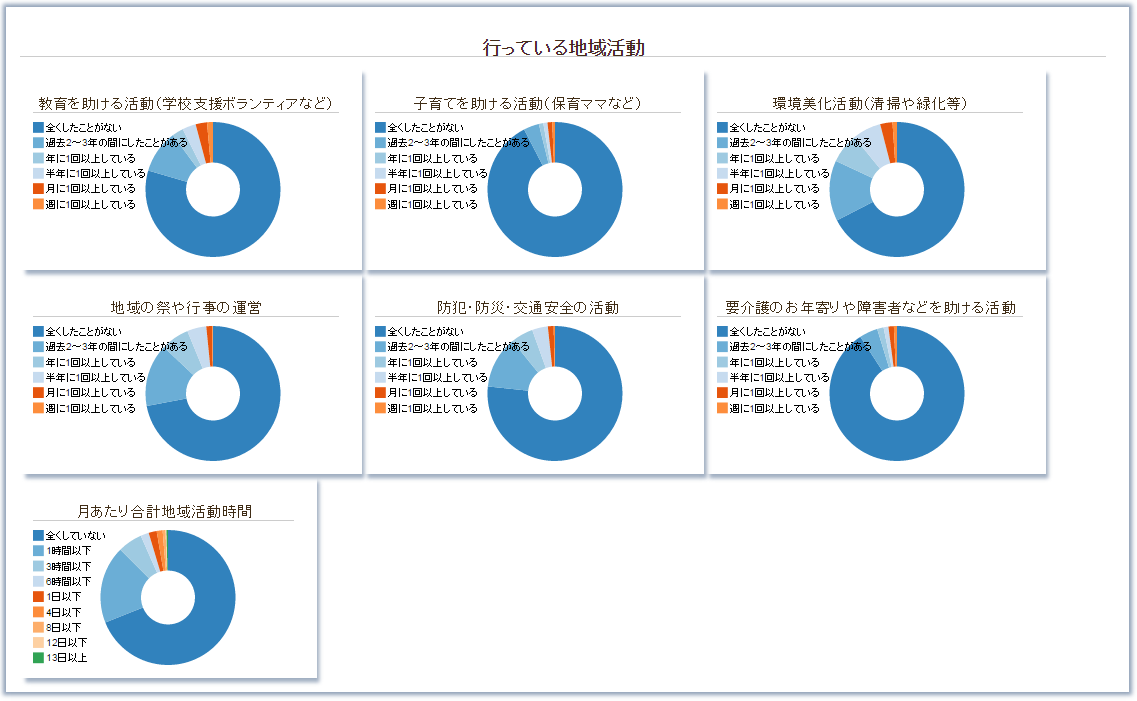 行っている地域活動
教育を助ける活動(学校支援ボランティアなど)
全くしたことがない
過去2～3年の間にしたことがある
年に1回以上している
半年に1回以上している
月に1回以上している
週に1回以上している
子育てを助ける活動(保育ママなど)
全くしたことがない
過去2～3年の間にしたことがある
年に1回以上している
半年に1回以上している
月に1回以上している
週に1回以上している
環境美化活動(清掃や緑化等)
全くしたことがない
過去2～3年の間にしたことがある
年に1回以上している
半年に1回以上している
月に1回以上している
週に1回以上している
地域の祭や行事の運営
全くしたことがない
過去2～3年の間にしたことがある
年に1回以上している
半年に1回以上している
月に1回以上している
週に1回以上している
防犯・防災・交通安全の活動
全くしたことがない
過去2～3年の間にしたことがある
年に1回以上している
半年に1回以上している
月に1回以上している
週に1回以上している
要介護のお年寄りや障害者などを助ける活動
全くしたことがない
過去2～3年の間にしたことがある
年に1回以上している
半年に1回以上している
月に1回以上している
週に1回以上している
月あたり合計地域活動時間
全くしていない
1時間以下
3時間以下
6時間以下
1日以下
4日以下
8日以下
12日以下
13日以上